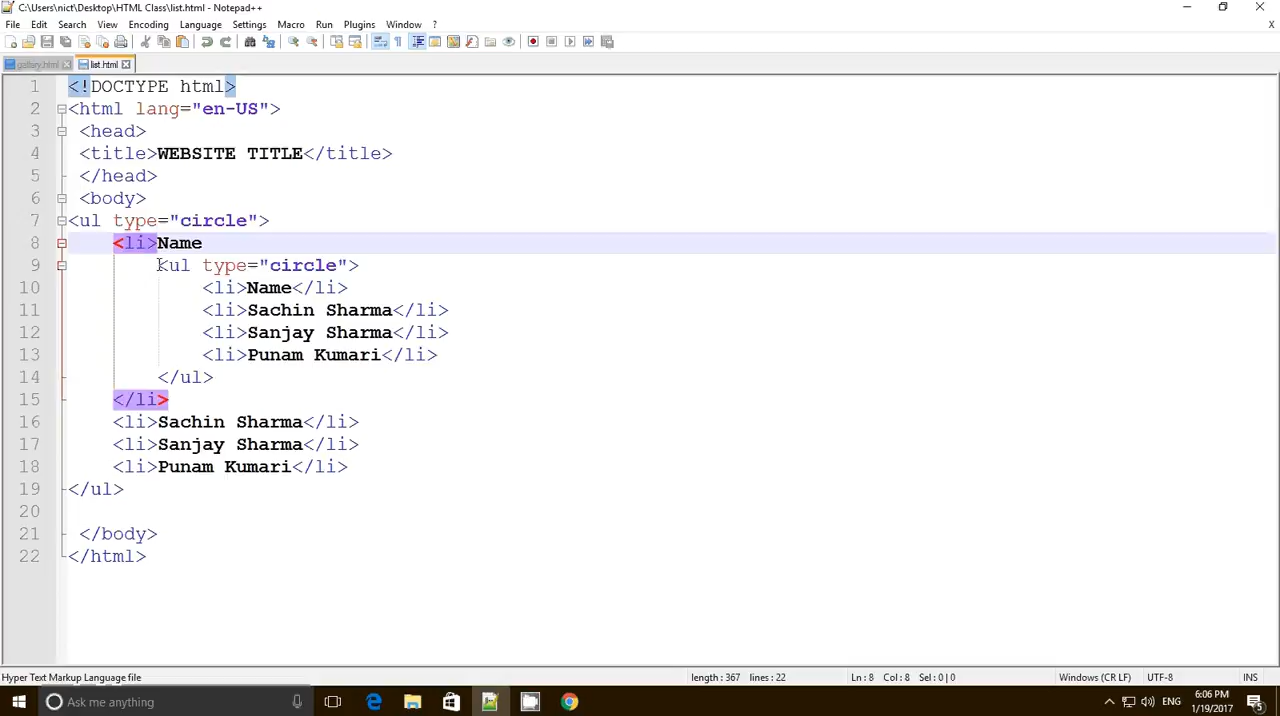 C:\Users\nict\Desktop\HTML Class\list.html - Notepad++
File Edit Search View Encoding Language Settings Macro Run Plugins Window ?
X
gallary.html list.html
1 <!DOCTYPE html>
2 <html lang="en-US">
3 <head>
4 <title>WEBSITE TITLE</title>
5 </head>
6 <body>
7 <ul type="circle">
8 <li>Name
9 <ul type="circle">
10 <li>Name</li>
11 <li>Sachin Sharma</li>
12 <li>Sanjay Sharma</li>
13 <li>Punam Kumari</li>
14 </ul>
15 </li>
16 <li>Sachin Sharma</li>
17 <li>Sanjay Sharma</li>
18 <li>Punam Kumari</li>
19 </ul>
20
21 </body>
22 </html>
Hyper Text Markup Language file length : 367 lines : 22 Ln : 8 Col : 8 Sel : 0 | 0 Windows (CR LF) UTF-8 INS
Ask me anything ENG 6:06 PM
1/19/2017 5